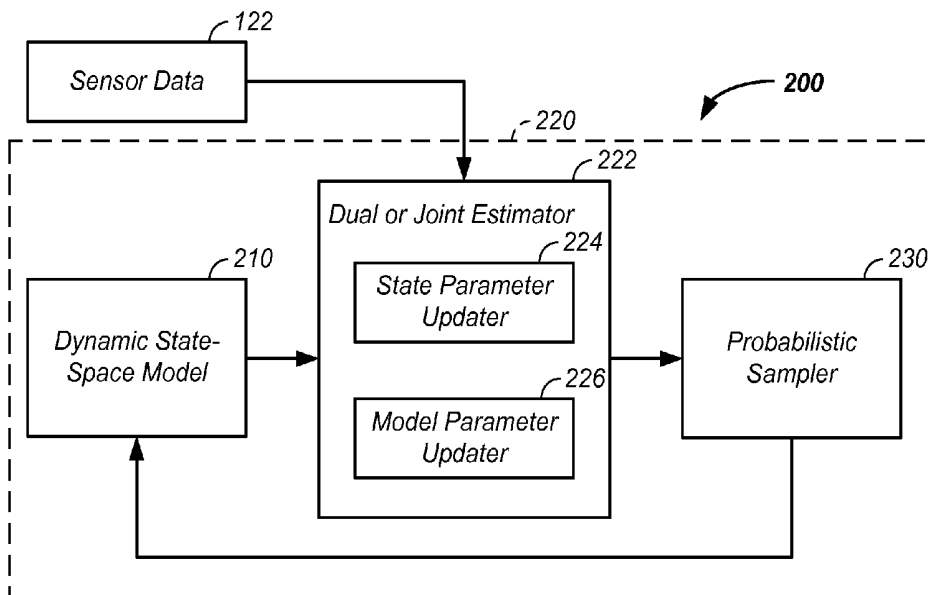 122
Sensor Data
200
220
222
Dual or Joint Estimator
224
State Parameter
Updater
210
Dynamic State-
Space Model
230
Probabilistic
Sampler
226
Model Parameter
Updater